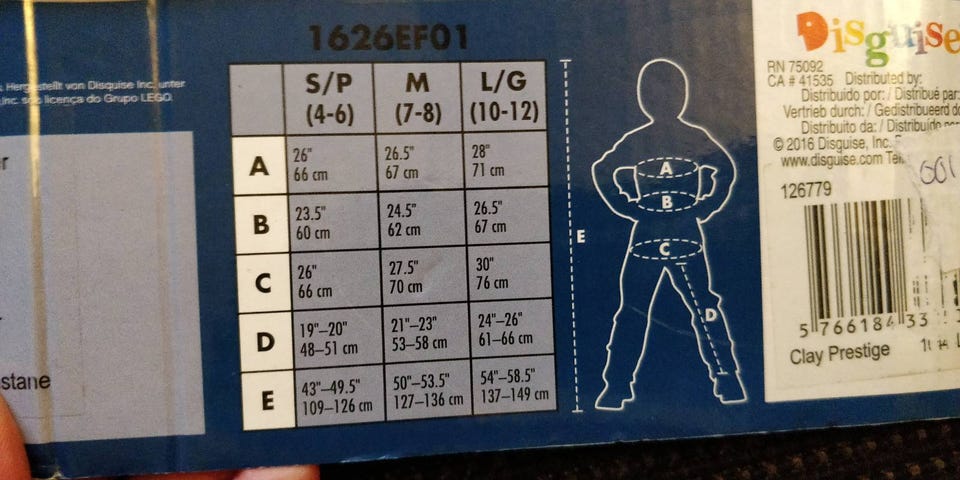 Hergestellt von Disguise Inc. unter
Inc. sob licença do Grupo LEGO.
stane
1626EF01
S/P (4-6) M (7-8) L/G (10-12)
A 26" 66 cm 26.5" 67 cm 28" 71 cm
B 23.5" 60 cm 24.5" 62 cm 26.5" 67 cm
C 26" 66 cm 27.5" 70 cm 30" 76 cm
D 19"–20" 48–51 cm 21"–23" 53–58 cm 24"–26" 61–66 cm
E 43"–49.5" 109–126 cm 50"–53.5" 127–136 cm 54"–58.5" 137–149 cm
A
B
C
D
E
Disguise
RN 75092
CA # 41535 Distributed by:
Distribuido por: / Distribué par:
Vertrieb durch: / Gedistribueerd
Distribuito da: / Distribuído
© 2016 Disguise, Inc.
www.disguise.com Tel.
126779
5 766184 33
Clay Prestige